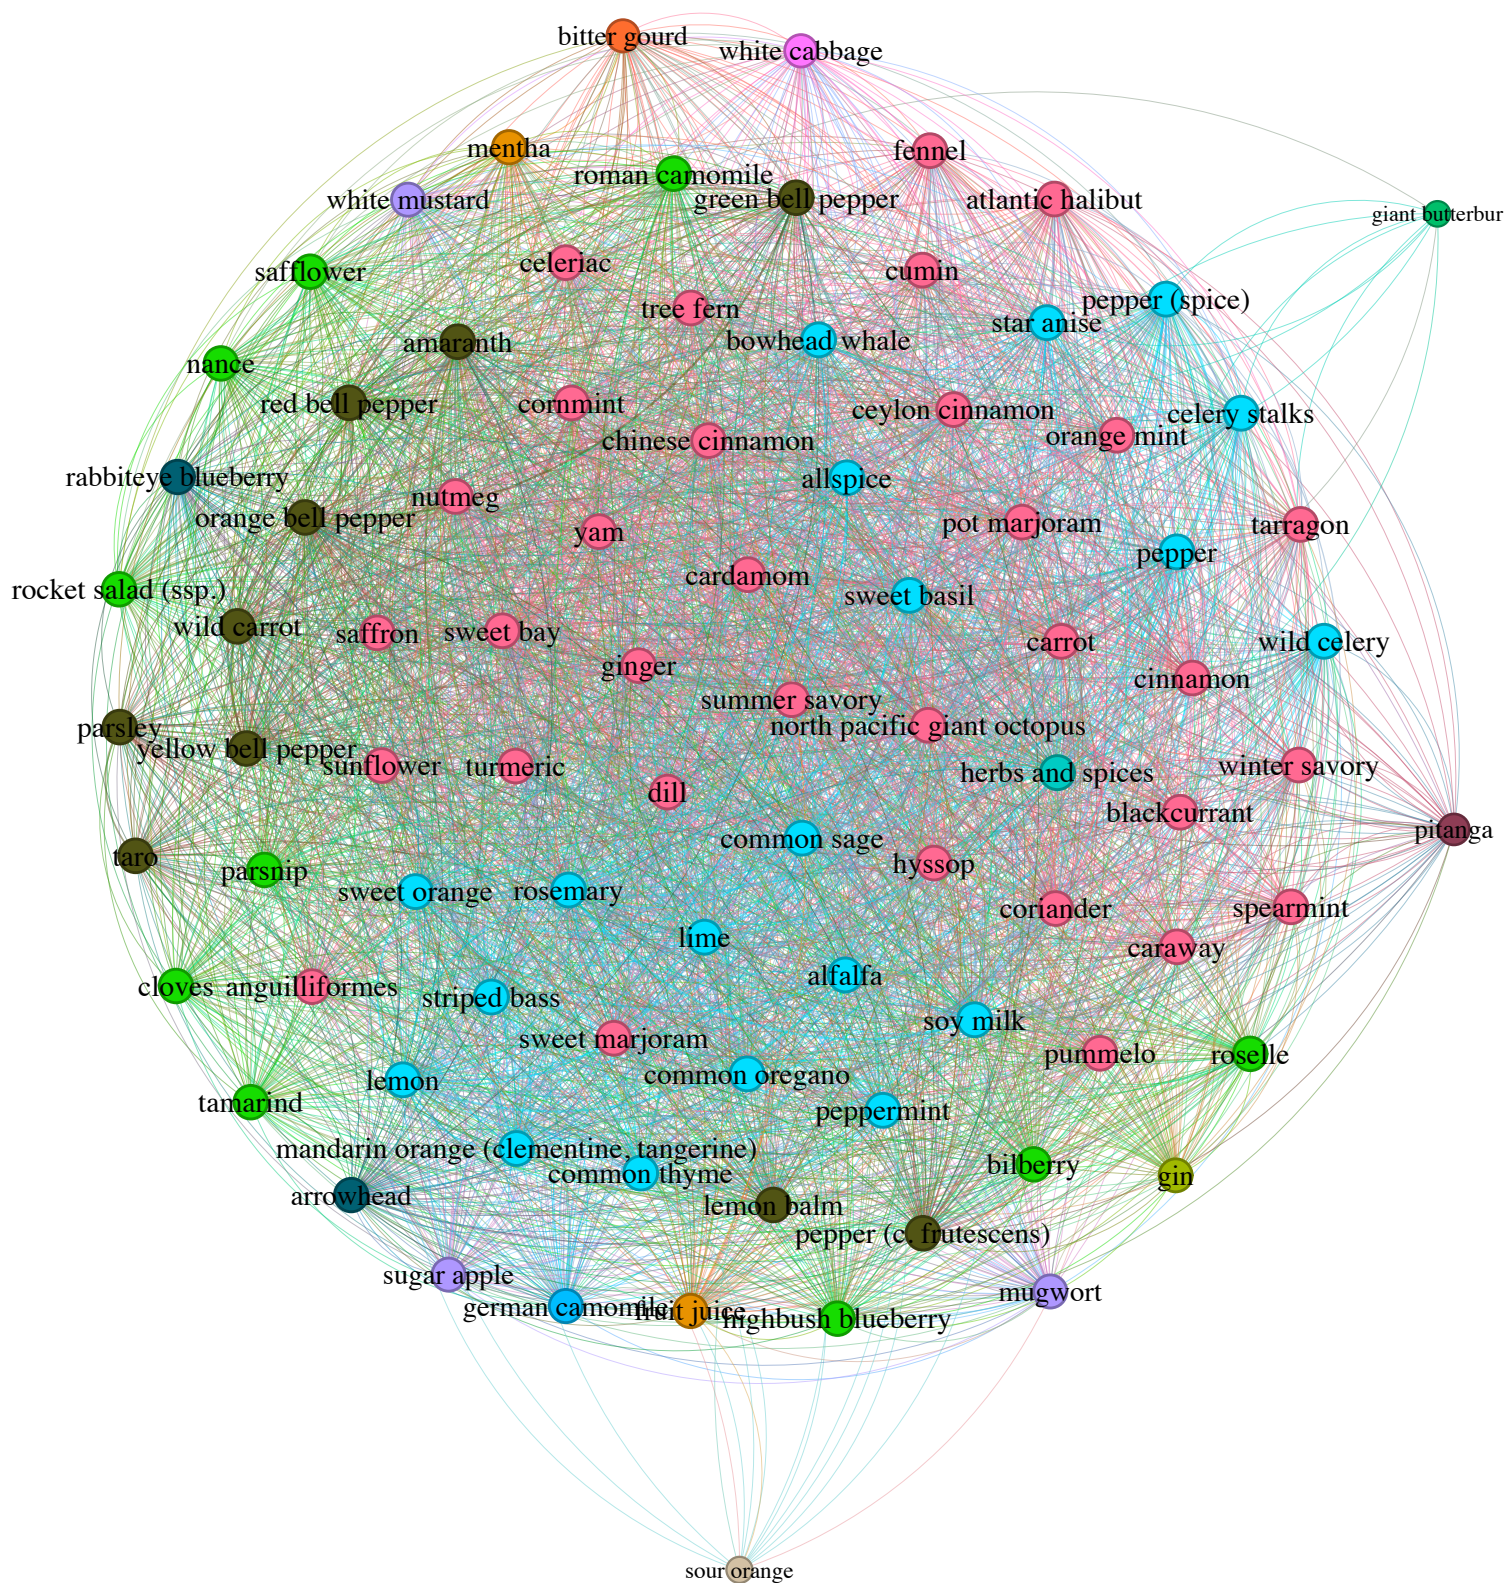 bitter gourd
white cabbage
mentha
fennel
roman camomile
white mustard
green bell pepper
atlantic halibut
giant butterbur
celeriac
safflower
cumin
pepper (spice)
tree fern
star anise
bowhead whale
amaranth
nance
red bell pepper
cornmint
ceylon cinnamon
celery stalks
chinese cinnamon
orange mint
rabbiteye blueberry
allspice
nutmeg
orange bell pepper
pot marjoram
tarragon
yam
pepper
cardamom
rocket salad (ssp.)
sweet basil
wild carrot
saffron
sweet bay
carrot
wild celery
ginger
cinnamon
summer savory
parsley
north pacific giant octopus
yellow bell pepper
sunflower
turmeric
herbs and spices
winter savory
dill
blackcurrant
pitanga
common sage
taro
parsnip
hyssop
sweet orange
rosemary
coriander
spearmint
lime
caraway
cloves
anguilliformes
alfalfa
striped bass
soy milk
sweet marjoram
pummelo
roselle
lemon
common oregano
tamarind
peppermint
mandarin orange (clementine, tangerine)
common thyme
bilberry
gin
arrowhead
lemon balm
pepper (c. frutescens)
sugar apple
mugwort
german camomile
fruit juice
highbush blueberry
sour orange